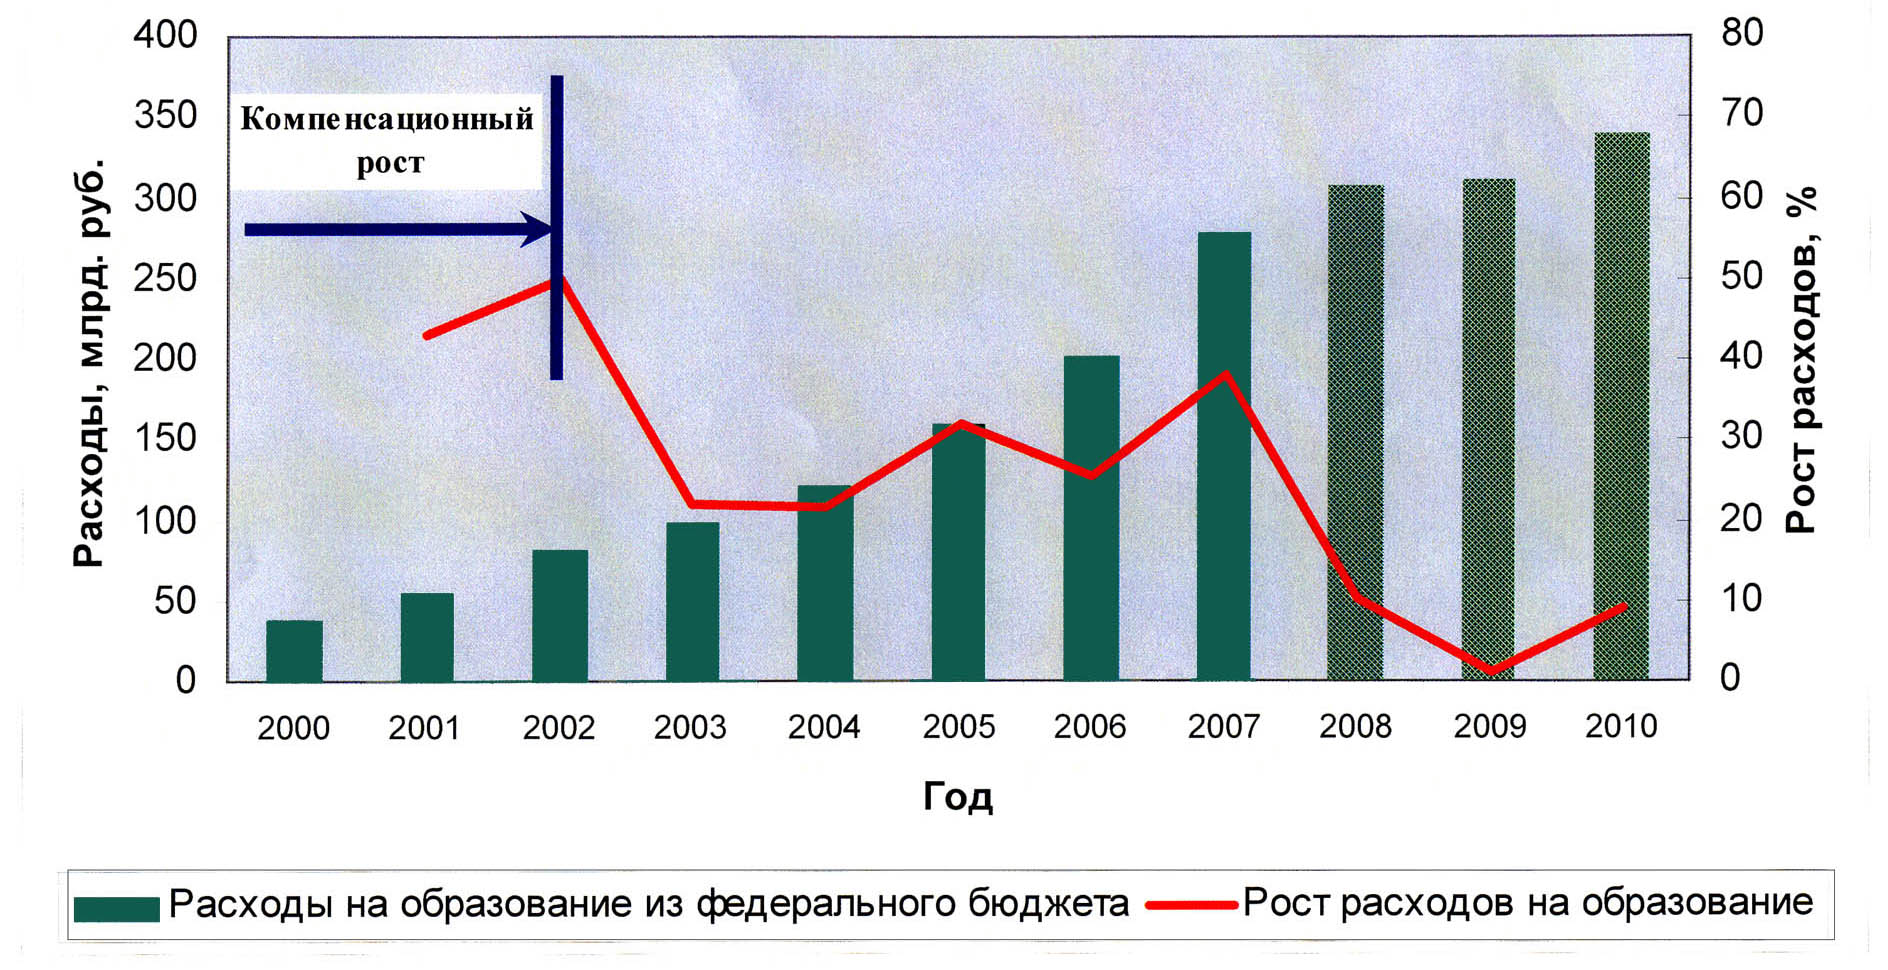 400
350
300
250
200
150
100
50
0
Расходы, млрд. руб.
Компенсационный
рост
80
70
60
50
40
30
20
10
0
Рост расходов, %
2000 2001 2002 2003 2004 2005 2006 2007 2008 2009 2010
Год
Расходы на образование из федерального бюджета Рост расходов на образование